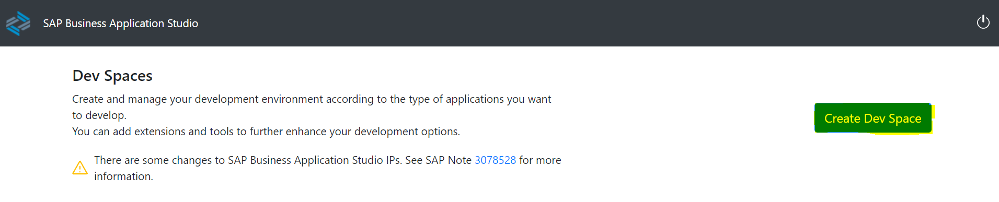 SAP Business Application Studio
Dev Spaces
Create and manage your development environment according to the type of applications you want
to develop.
You can add extensions and tools to further enhance your development options.
Create Dev Space
There are some changes to SAP Business Application Studio IPs. See SAP Note 3078528 for more
information.